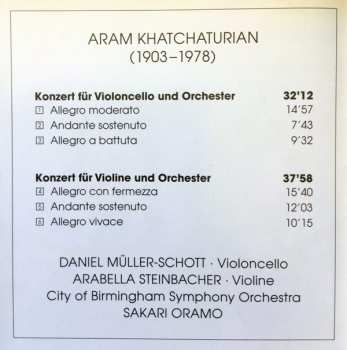 ARAM KHATCHATURIAN
(1903–1978)
Konzert für Violoncello und Orchester 32'12
1 Allegro moderato 14'57
2 Andante sostenuto 7'43
3 Allegro a battuta 9'32
Konzert für Violine und Orchester 37'58
4 Allegro con fermezza 15'40
5 Andante sostenuto 12'03
6 Allegro vivace 10'15
DANIEL MÜLLER-SCHOTT · Violoncello
ARABELLA STEINBACHER · Violine
City of Birmingham Symphony Orchestra
SAKARI ORAMO